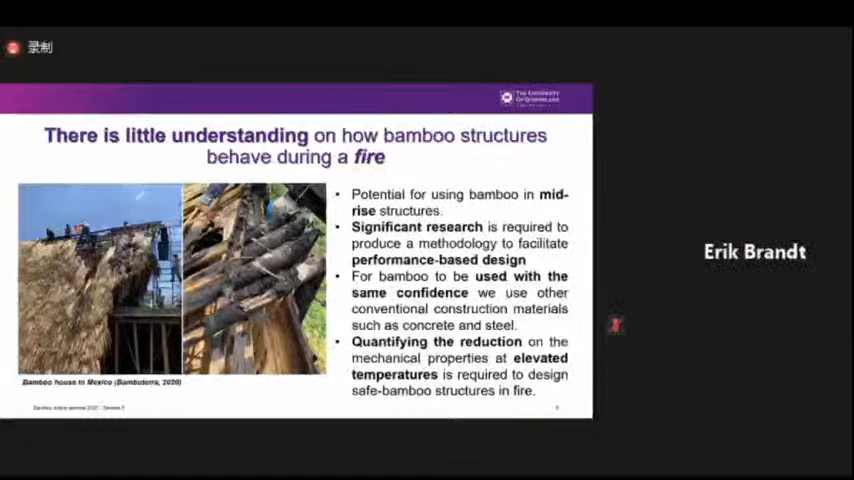 录制
THE UNIVERSITY
OF QUEENSLAND
There is little understanding on how bamboo structures
behave during a fire
• Potential for using bamboo in mid-
rise structures.
• Significant research is required to
produce a methodology to facilitate
performance-based design
• For bamboo to be used with the
same confidence we use other
conventional construction materials
such as concrete and steel.
• Quantifying the reduction on the
mechanical properties at elevated
temperatures is required to design
safe-bamboo structures in fire.
Bamboo house in Mexico (Bambuterra, 2020)
Erik Brandt